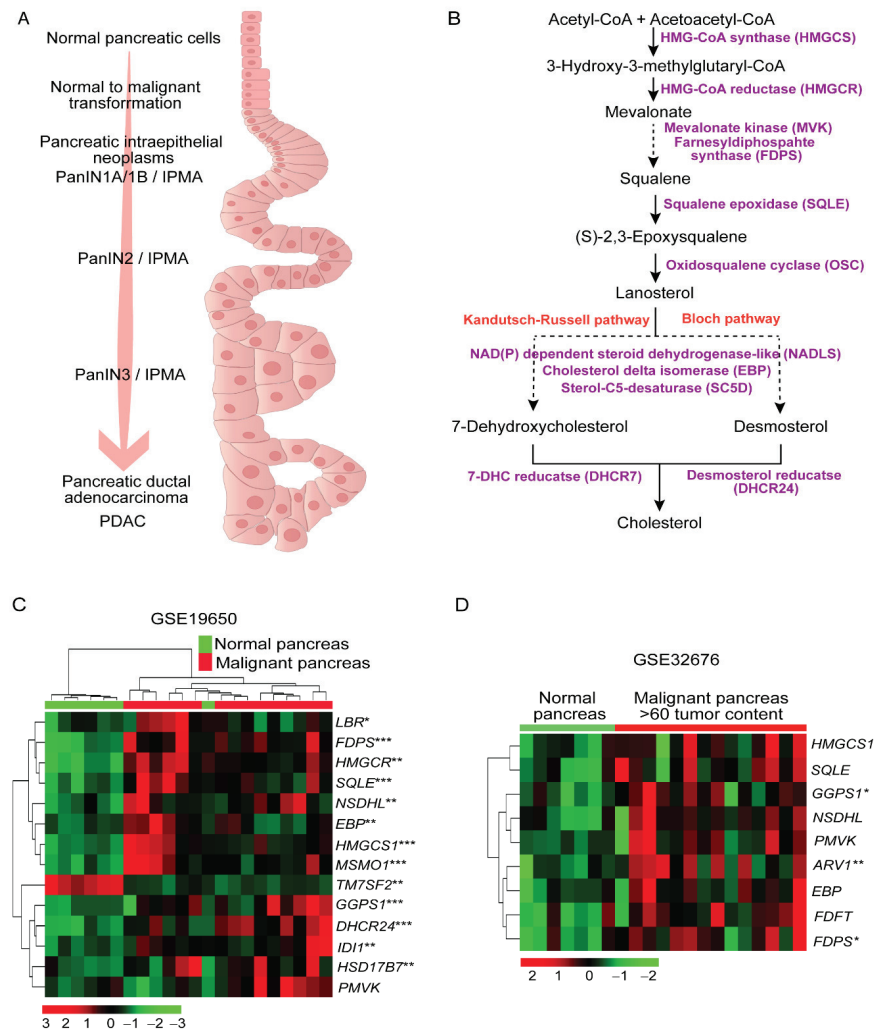 A
Normal pancreatic cells
Normal to malignant
transformation
Pancreatic intraepithelial
neoplasms
PanIN1A/1B / IPMA
PanIN2 / IPMA
PanIN3 / IPMA
Pancreatic ductal
adenocarcinoma
PDAC
B
Acetyl-CoA + Acetoacetyl-CoA
HMG-CoA synthase (HMGCS)
3-Hydroxy-3-methylglutaryl-CoA
HMG-CoA reductase (HMGCR)
Mevalonate
Mevalonate kinase (MVK)
Farnesyldiphospahte
synthase (FDPS)
Squalene
Squalene epoxidase (SQLE)
(S)-2,3-Epoxysqualene
Oxidosqualene cyclase (OSC)
Lanosterol
Kandutsch-Russell pathway
Bloch pathway
NAD(P) dependent steroid dehydrogenase-like (NADLS)
Cholesterol delta isomerase (EBP)
Sterol-C5-desaturase (SC5D)
7-Dehydroxycholesterol
Desmosterol
7-DHC reducatse (DHCR7)
Desmosterol reducatse
(DHCR24)
Cholesterol
C
GSE19650
Normal pancreas
Malignant pancreas
LBR*
FDPS***
HMGCR**
SQLE***
NSDHL**
EBP**
HMGCS1***
MSMO1***
TM7SF2**
GGPS1***
DHCR24***
IDI1**
HSD17B7**
PMVK
3 2 1 0 −1 −2 −3
D
GSE32676
Normal
pancreas
Malignant pancreas
>60 tumor content
HMGCS1
SQLE
GGPS1*
NSDHL
PMVK
ARV1**
EBP
FDFT
FDPS*
2 1 0 −1 −2